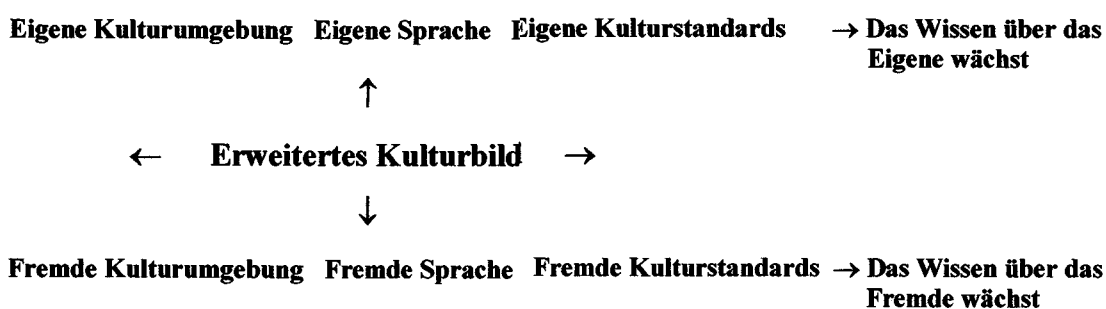 Eigene Kulturumgebung Eigene Sprache Eigene Kulturstandards → Das Wissen über das
Eigene wächst
↑
← Erweitertes Kulturbild →
↓
Fremde Kulturumgebung Fremde Sprache Fremde Kulturstandards → Das Wissen über das
Fremde wächst